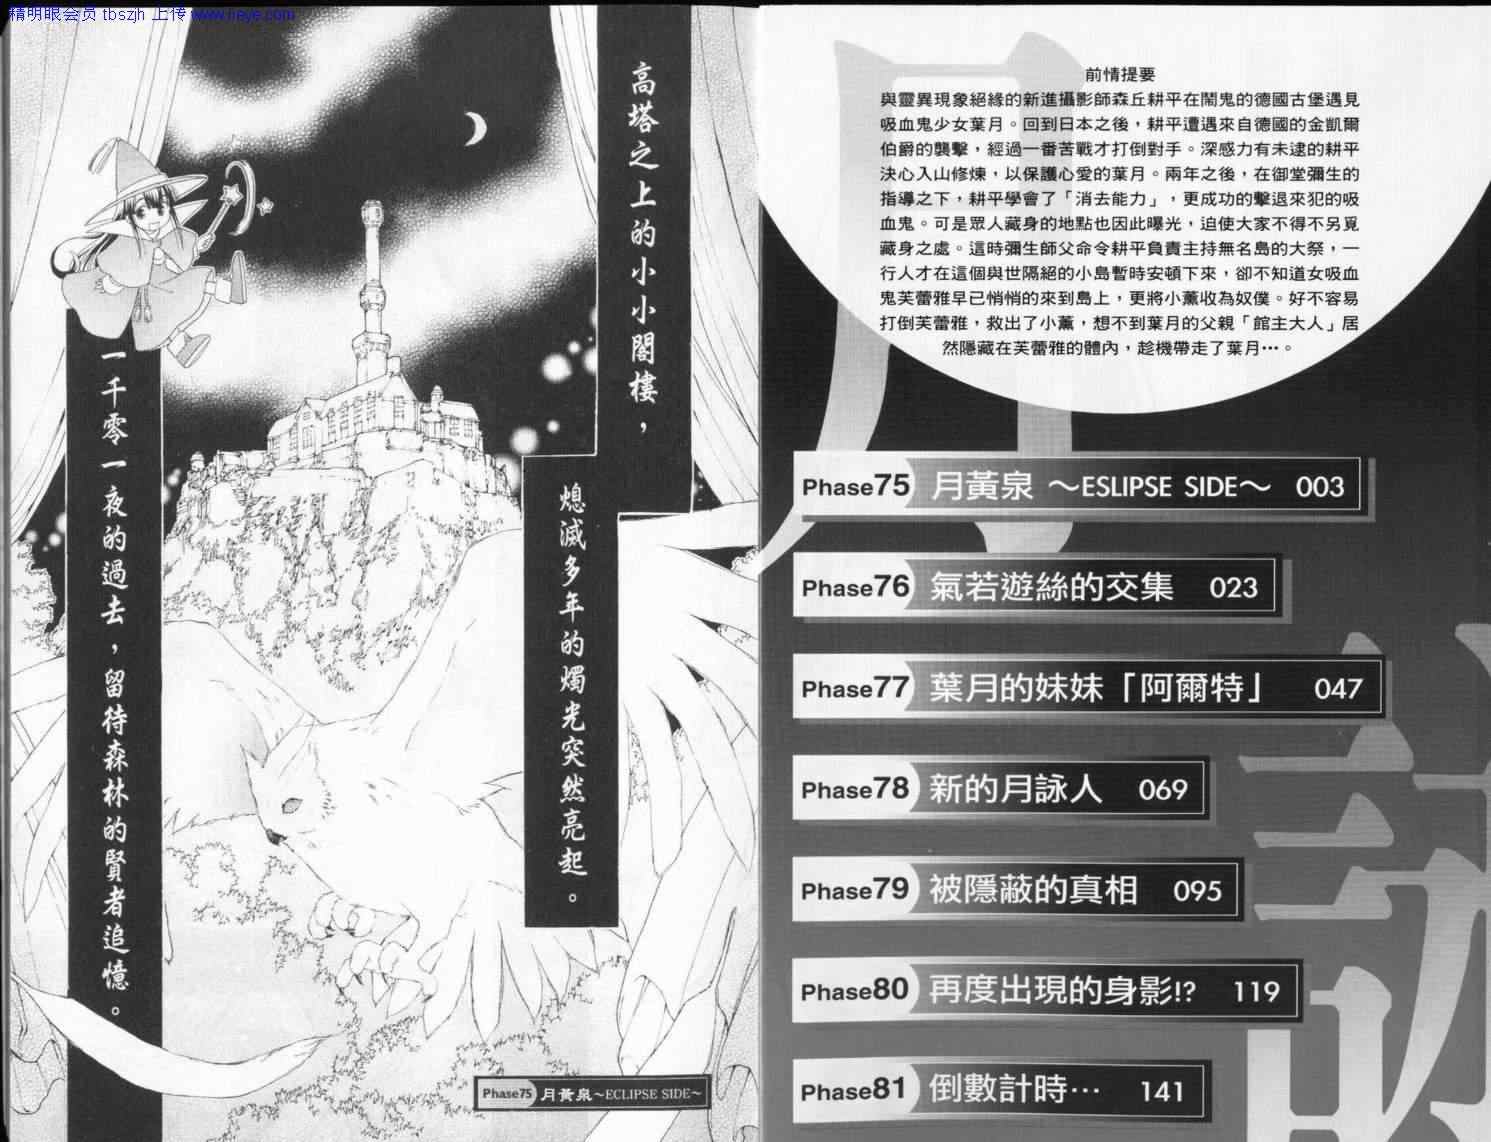 精明眼会员 tbszjh 上传 www.neye.com
前情提要
與靈異現象絕緣的新進攝影師森丘耕平在鬧鬼的德國古堡遇見
吸血鬼少女葉月。回到日本之後，耕平遭遇來自德國的金凱爾
伯爵的襲擊，經過一番苦戰才打倒對手。深感力有未逮的耕平
決心入山修煉，以保護心愛的葉月。兩年之後，在御堂彌生的
指導之下，耕平學會了「消去能力」，更成功的擊退來犯的吸
血鬼。可是眾人藏身的地點也因此曝光，迫使大家不得不另覓
藏身之處。這時彌生師父命令耕平負責主持無名島的大祭，一
行人才在這個與世隔絕的小島暫時安頓下來，卻不知道女吸血
鬼芙蕾雅早已悄悄的來到島上，更將小薰收為奴僕。好不容易
打倒芙蕾雅，救出了小薰，想不到葉月的父親「館主大人」居
然隱藏在芙蕾雅的體內，趁機帶走了葉月⋯。
Phase75 月黃泉 ～ESLIPSE SIDE～ 003
Phase76 氣若遊絲的交集 023
Phase77 葉月的妹妹「阿爾特」 047
Phase78 新的月詠人 069
Phase79 被隱蔽的真相 095
Phase80 再度出現的身影!? 119
Phase81 倒數計時⋯ 141
高塔之上的小小閣樓，
熄滅多年的燭光突然亮起。
一千零一夜的過去，留待森林的賢者追憶。
Phase75 月黃泉～ECLIPSE SIDE～